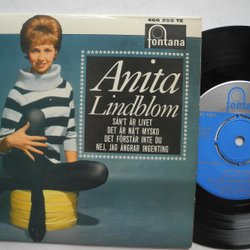 466 258 TE
fontana
Anita
Lindblom
SÅN'T ÄR LIVET
DET ÄR NÅ'T MYSKO
DET FÖRSTÅR INTE DU
NEJ, JAG ÅNGRAR INGENTING
fontana